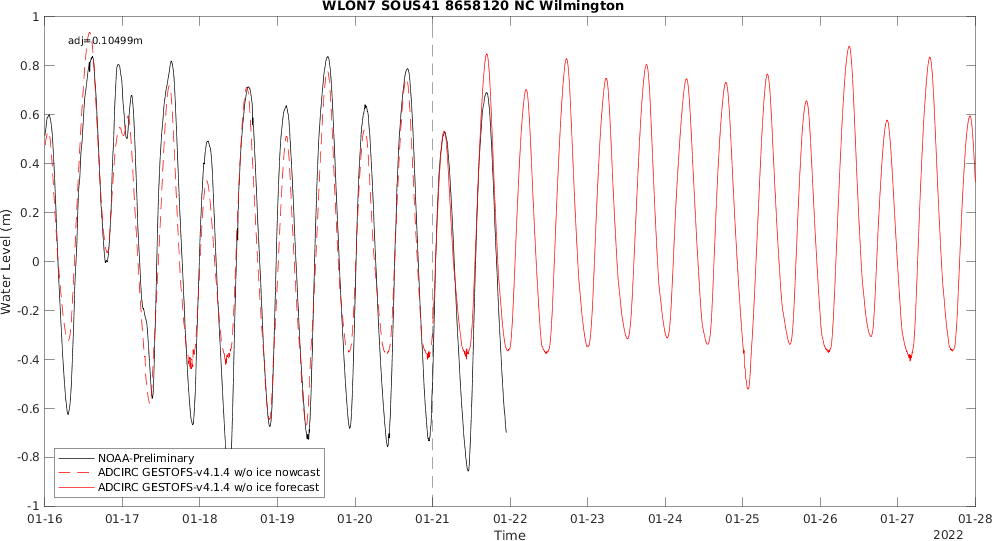 WLON7 SOUS41 8658120 NC Wilmington
adj=0.10499m
1
0.8
0.6
0.4
0.2
0
-0.2
-0.4
-0.6
-0.8
-1
Water Level (m)
NOAA-Preliminary
ADCIRC GESTOFS-v4.1.4 w/o ice nowcast
ADCIRC GESTOFS-v4.1.4 w/o ice forecast
01-16 01-17 01-18 01-19 01-20 01-21 01-22 01-23 01-24 01-25 01-26 01-27 01-28
Time
2022